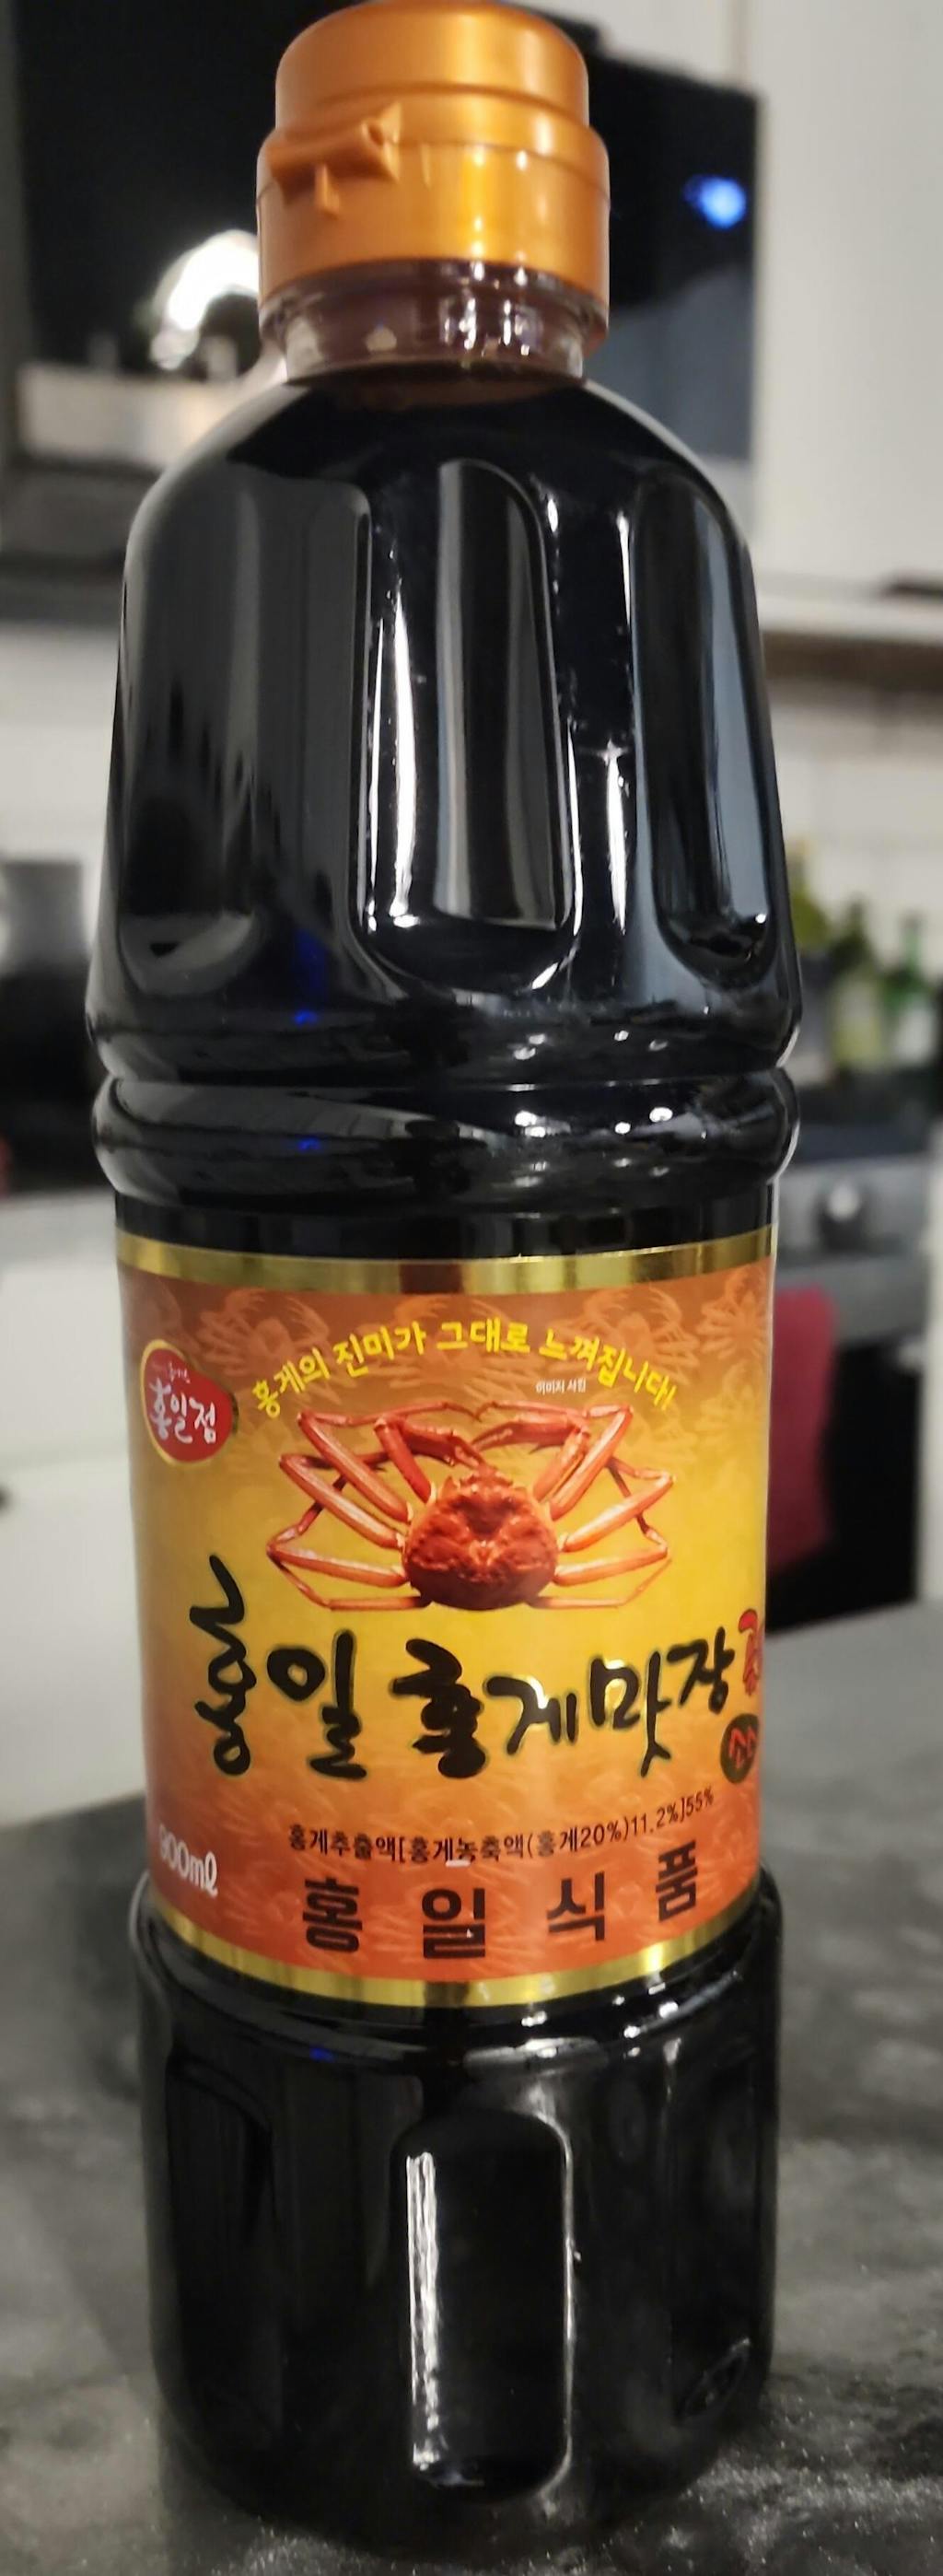 홍게의 진미가 그대로 느껴집니다!
이미지 사진
홍일점
홍일 홍게맛장
홍게추출액[홍게농축액(홍게20%)11.2%]55%
900ml
홍일식품